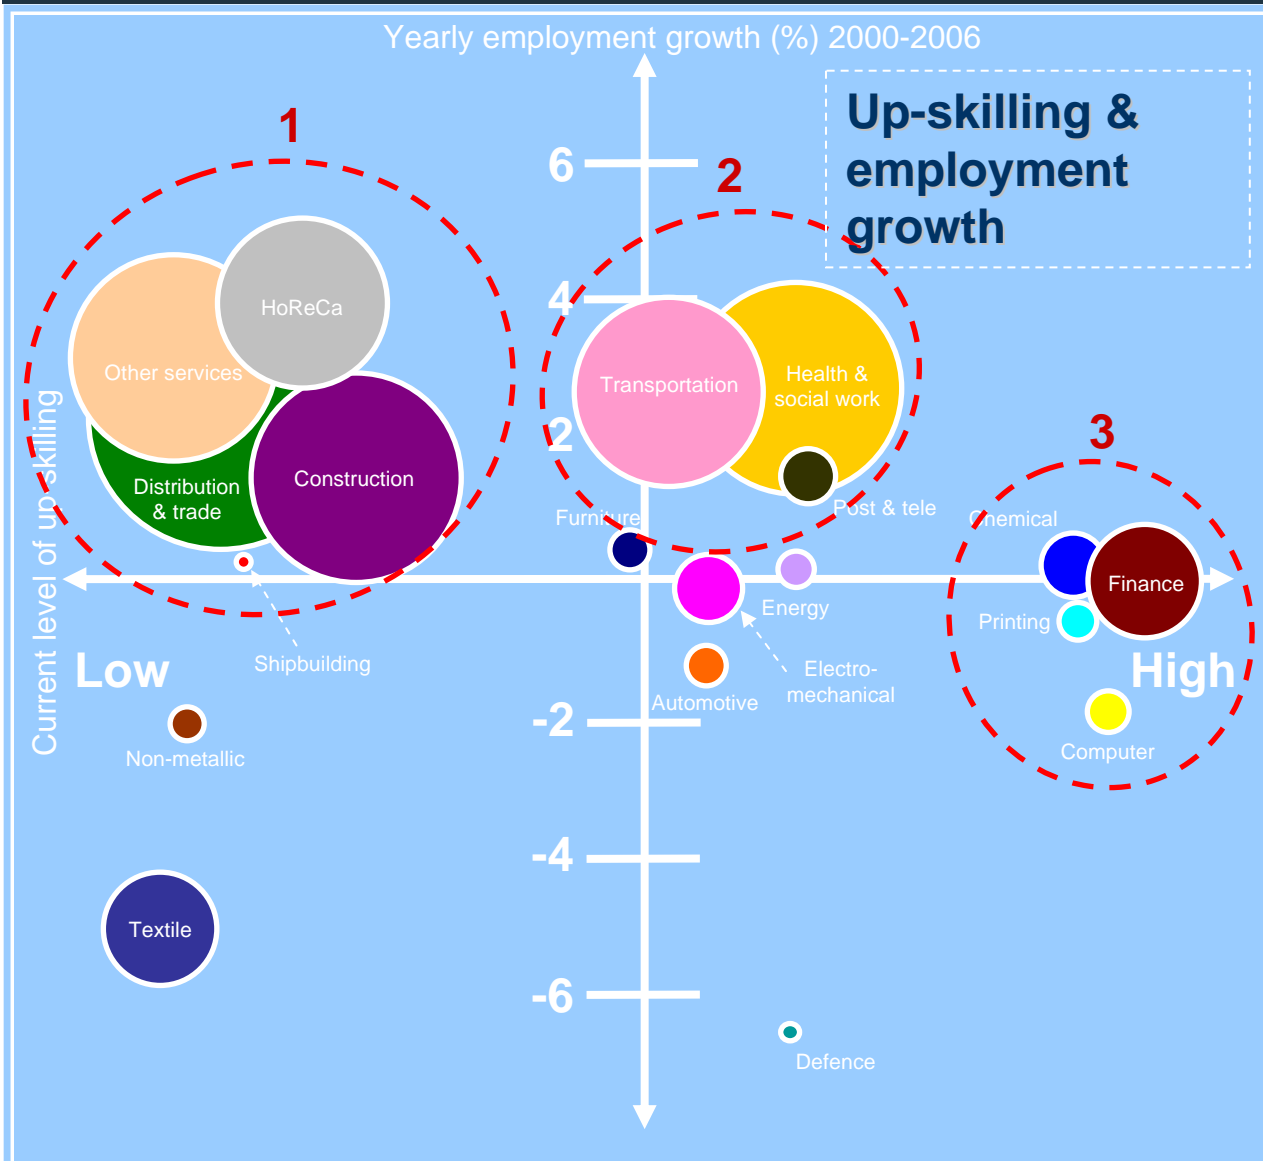 Yearly employment growth (%) 2000-2006
Up-skilling &
employment
growth
1
2
3
6
4
2
-2
-4
-6
HoReCa
Other services
Distribution
& trade
Construction
Transportation
Health &
social work
Post & tele
Furniture
Chemical
Finance
Energy
Printing
Shipbuilding
Electro-
mechanical
Low
High
Automotive
Computer
Non-metallic
Textile
Defence
Current level of up-skilling